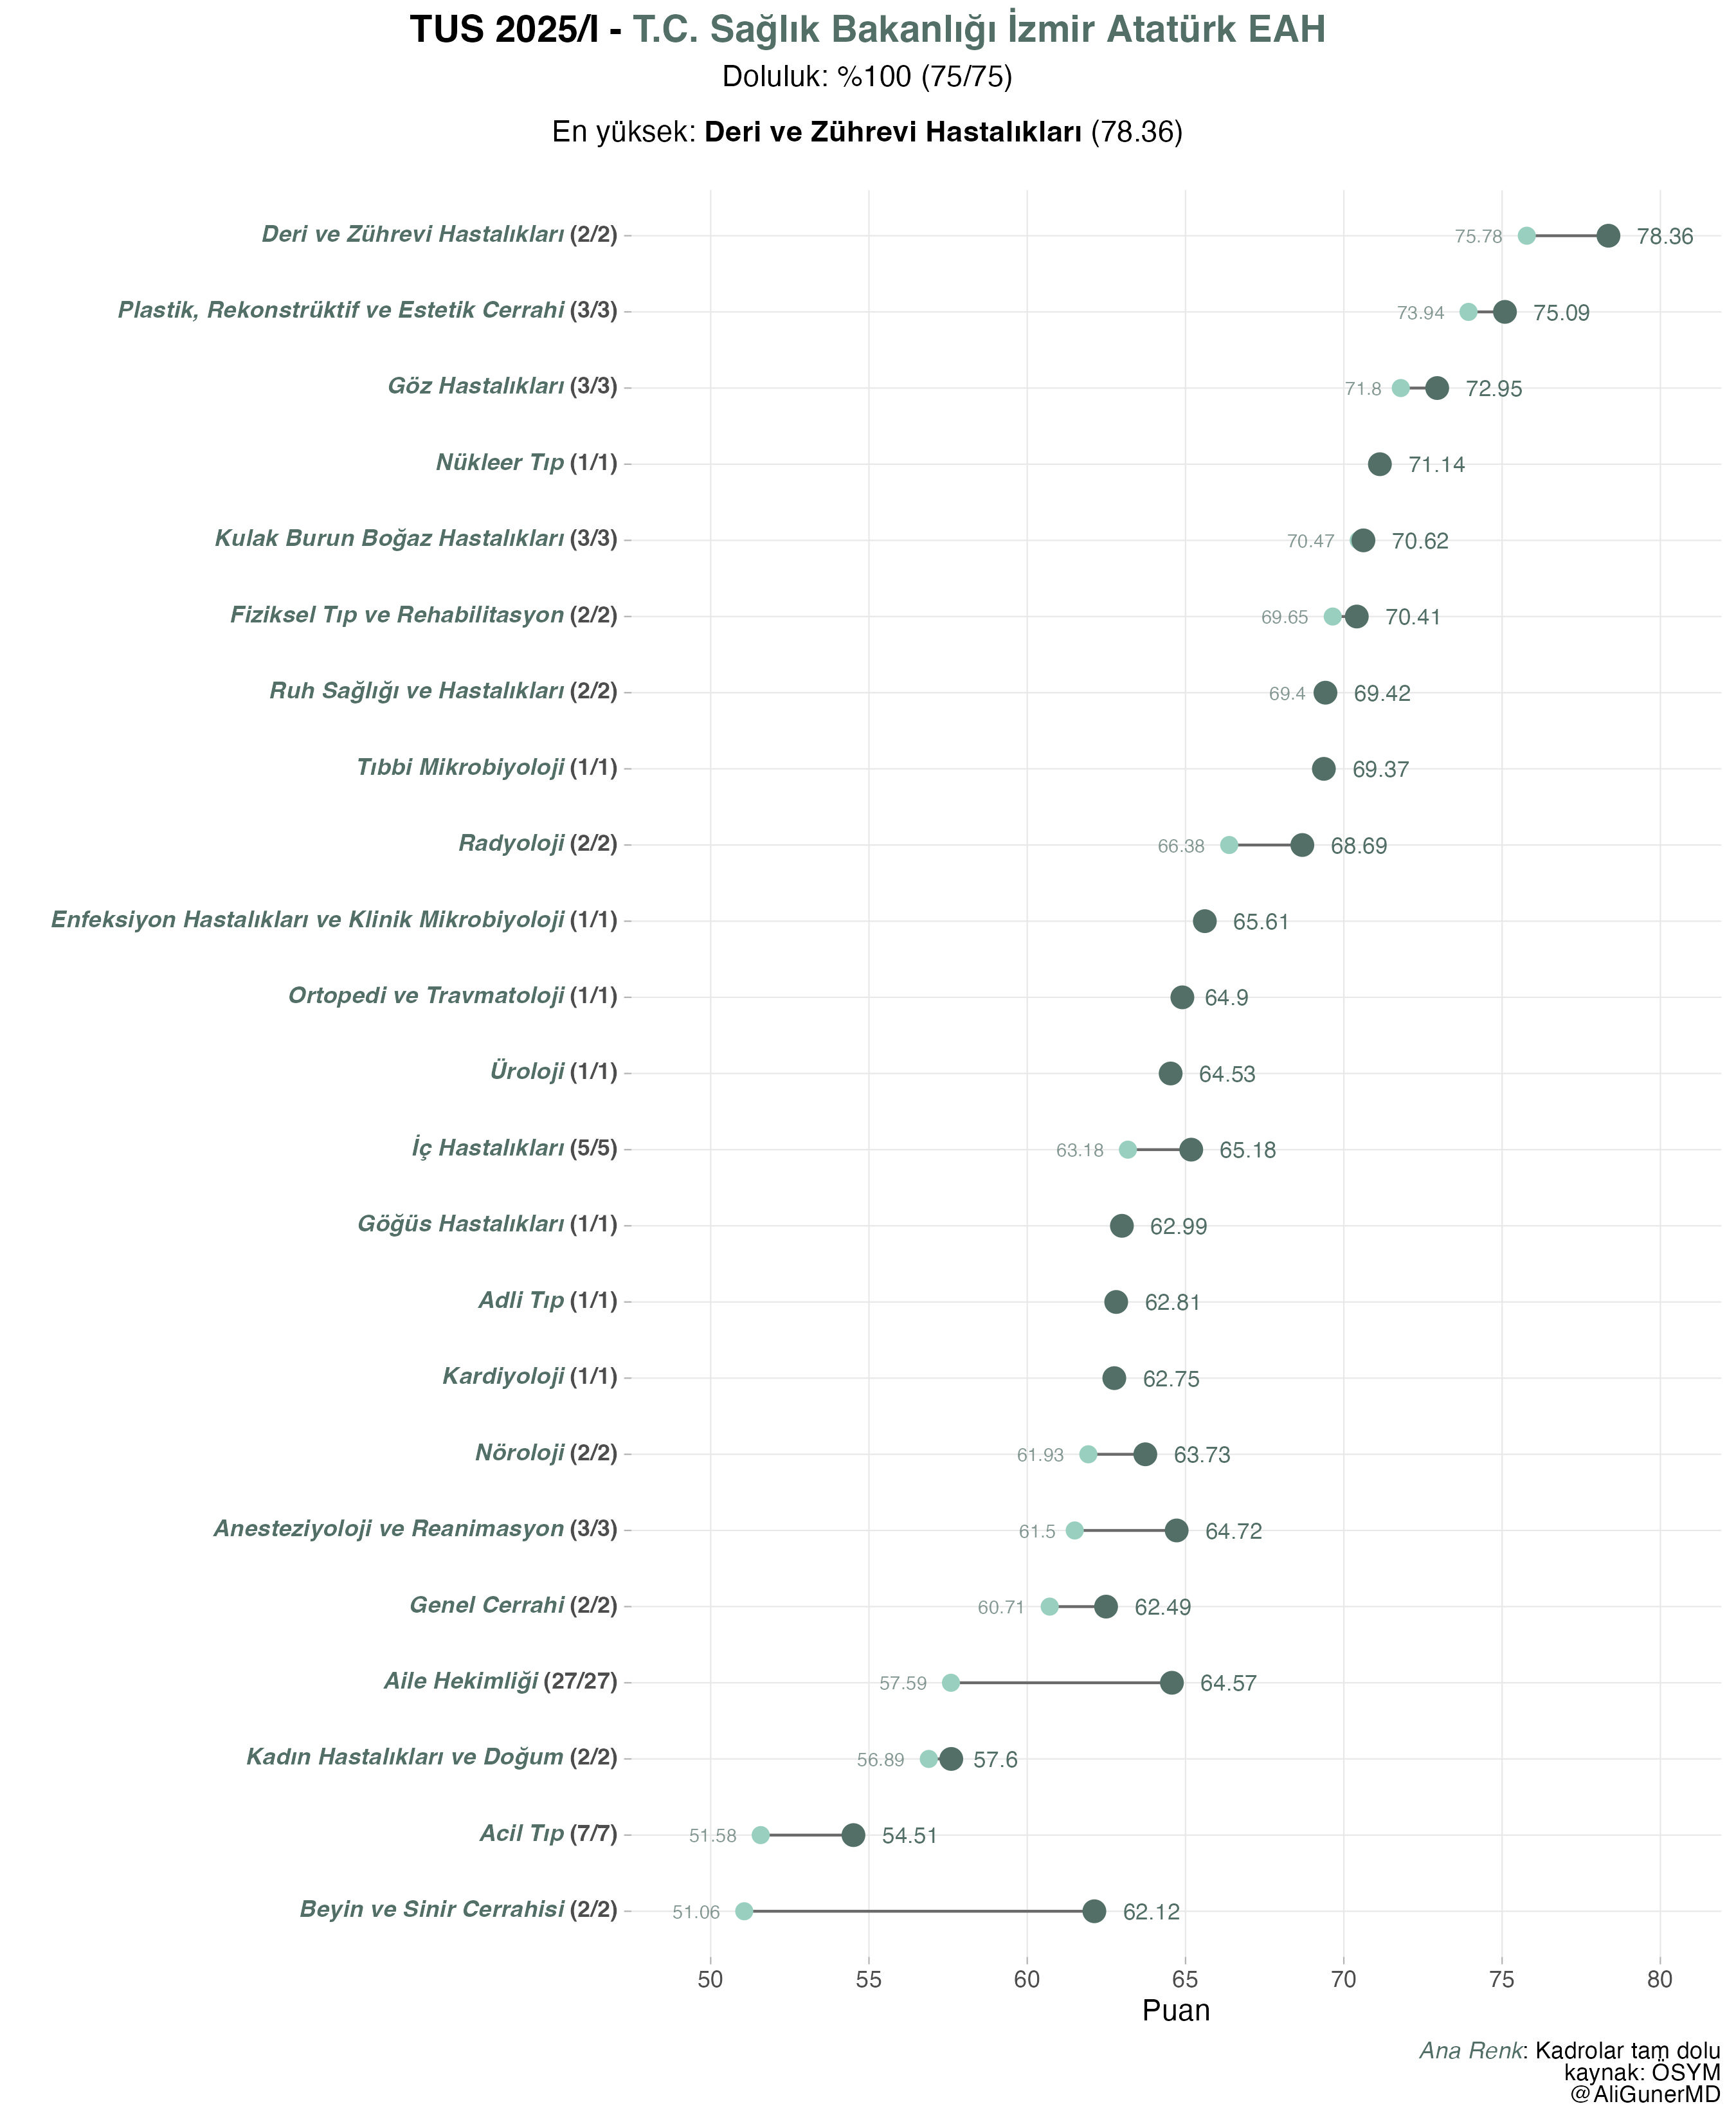 TUS 2025/I - T.C. Sağlık Bakanlığı İzmir Atatürk EAH
Doluluk: %100 (75/75)
En yüksek: Deri ve Zührevi Hastalıkları (78.36)
Deri ve Zührevi Hastalıkları (2/2) 75.78 78.36
Plastik, Rekonstrüktif ve Estetik Cerrahi (3/3) 73.94 75.09
Göz Hastalıkları (3/3) 71.8 72.95
Nükleer Tıp (1/1) 71.14
Kulak Burun Boğaz Hastalıkları (3/3) 70.47 70.62
Fiziksel Tıp ve Rehabilitasyon (2/2) 69.65 70.41
Ruh Sağlığı ve Hastalıkları (2/2) 69.4 69.42
Tıbbi Mikrobiyoloji (1/1) 69.37
Radyoloji (2/2) 66.38 68.69
Enfeksiyon Hastalıkları ve Klinik Mikrobiyoloji (1/1) 65.61
Ortopedi ve Travmatoloji (1/1) 64.9
Üroloji (1/1) 64.53
İç Hastalıkları (5/5) 63.18 65.18
Göğüs Hastalıkları (1/1) 62.99
Adli Tıp (1/1) 62.81
Kardiyoloji (1/1) 62.75
Nöroloji (2/2) 61.93 63.73
Anesteziyoloji ve Reanimasyon (3/3) 61.5 64.72
Genel Cerrahi (2/2) 60.71 62.49
Aile Hekimliği (27/27) 57.59 64.57
Kadın Hastalıkları ve Doğum (2/2) 56.89 57.6
Acil Tıp (7/7) 51.58 54.51
Beyin ve Sinir Cerrahisi (2/2) 51.06 62.12
50 55 60 65 70 75 80
Puan
Ana Renk: Kadrolar tam dolu
kaynak: ÖSYM
@AliGunerMD